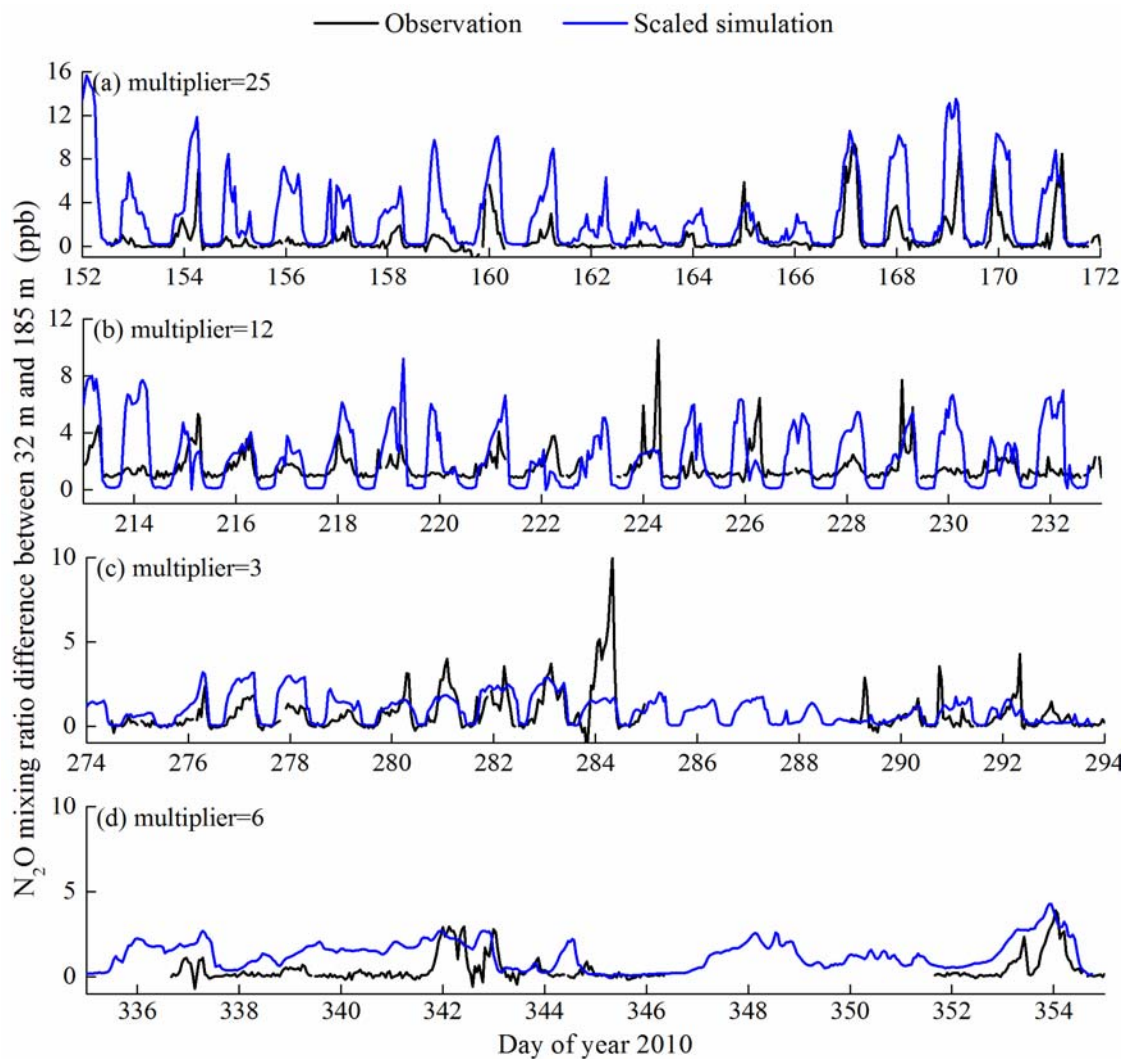 Observation Scaled simulation
N₂O mixing ratio difference between 32 m and 185 m (ppb)
(a) multiplier=25
16
12
8
4
0
152 154 156 158 160 162 164 166 168 170 172
(b) multiplier=12
12
8
4
0
214 216 218 220 222 224 226 228 230 232
(c) multiplier=3
10
5
0
274 276 278 280 282 284 286 288 290 292 294
(d) multiplier=6
10
5
0
336 338 340 342 344 346 348 350 352 354
Day of year 2010